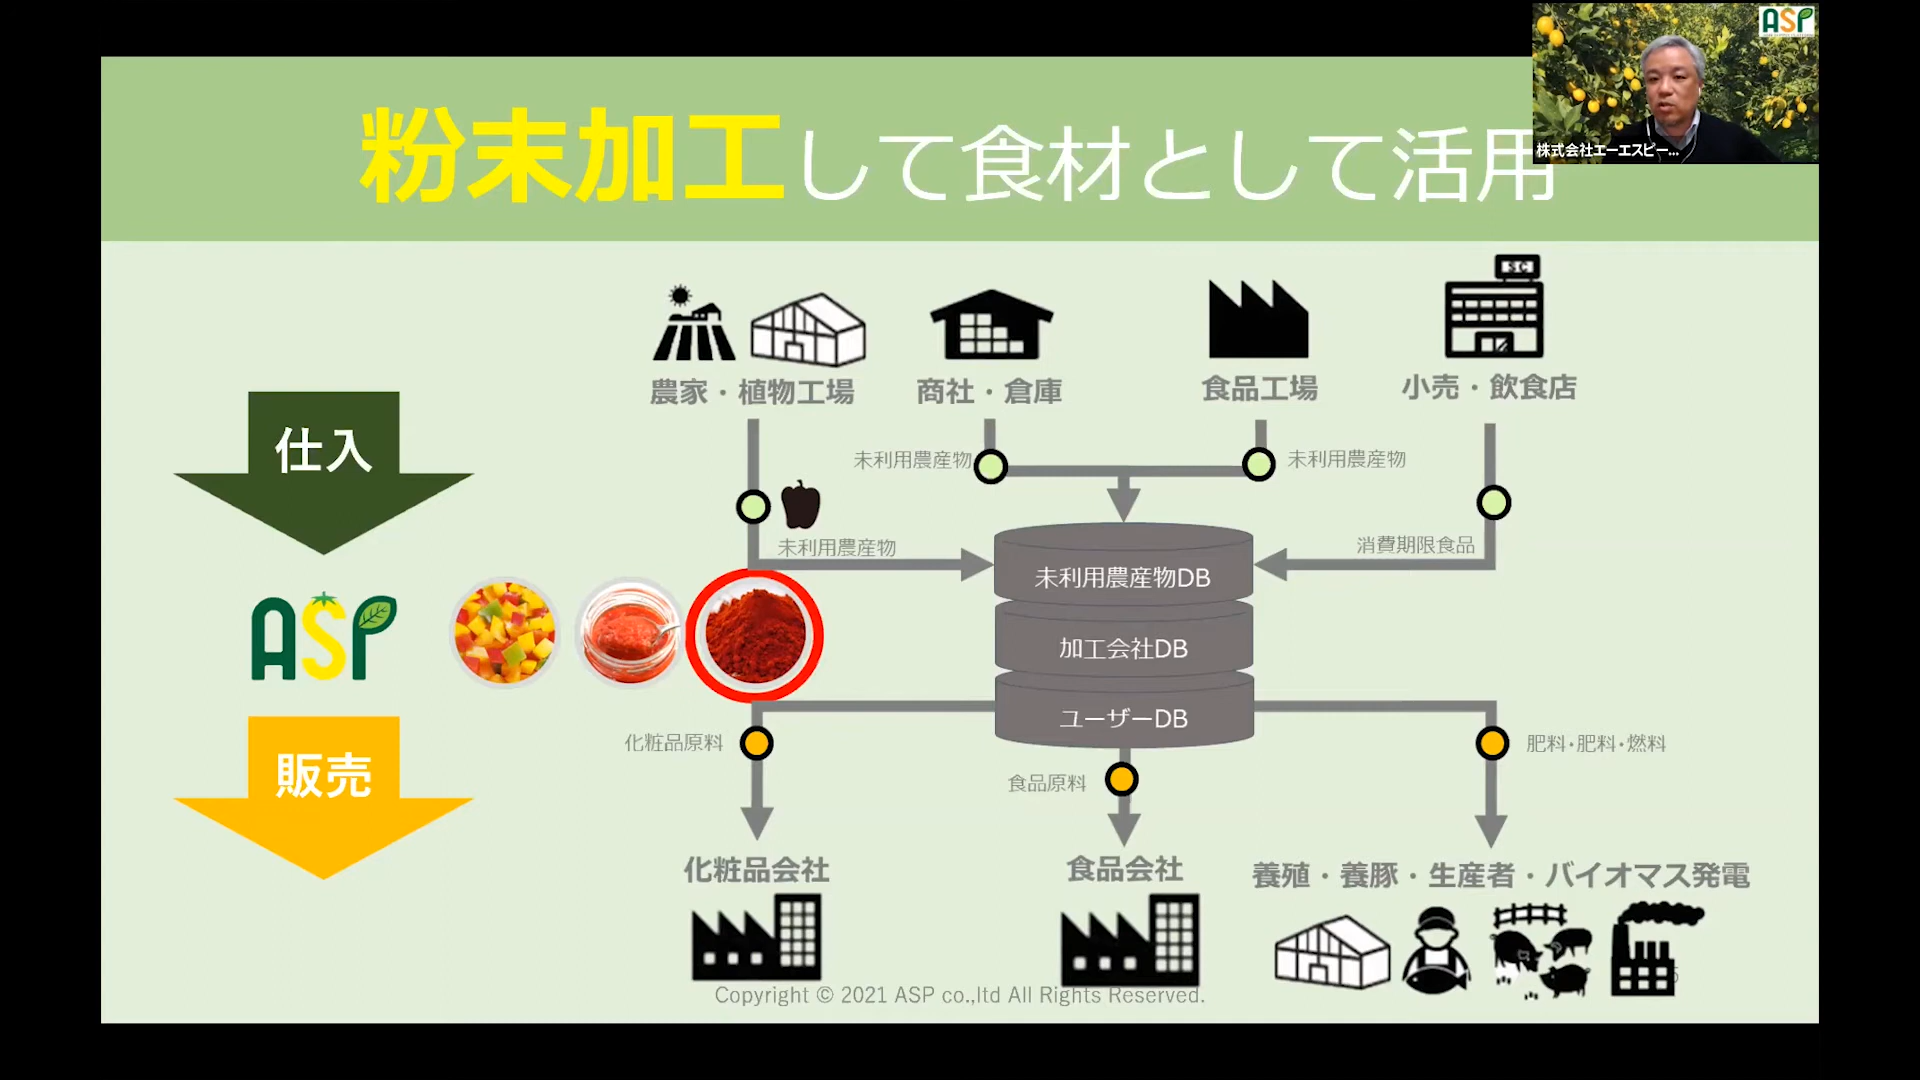 ASP
株式会社エーエスピー...
粉末加工して食材として活用
SC
農家・植物工場
商社・倉庫
食品工場
小売・飲食店
仕入
未利用農産物
未利用農産物
未利用農産物
消費期限食品
未利用農産物DB
加工会社DB
ユーザーDB
ASP
販売
化粧品原料
食品原料
肥料・肥料・燃料
化粧品会社
食品会社
養殖・養豚・生産者・バイオマス発電
Copyright © 2021 ASP co.,ltd All Rights Reserved.